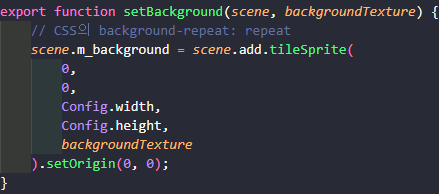 export function setBackground(scene, backgroundTexture) {
// CSS의 background-repeat: repeat
scene.m_background = scene.add.tileSprite(
0,
0,
Config.width,
Config.height,
backgroundTexture
).setOrigin(0, 0);
}